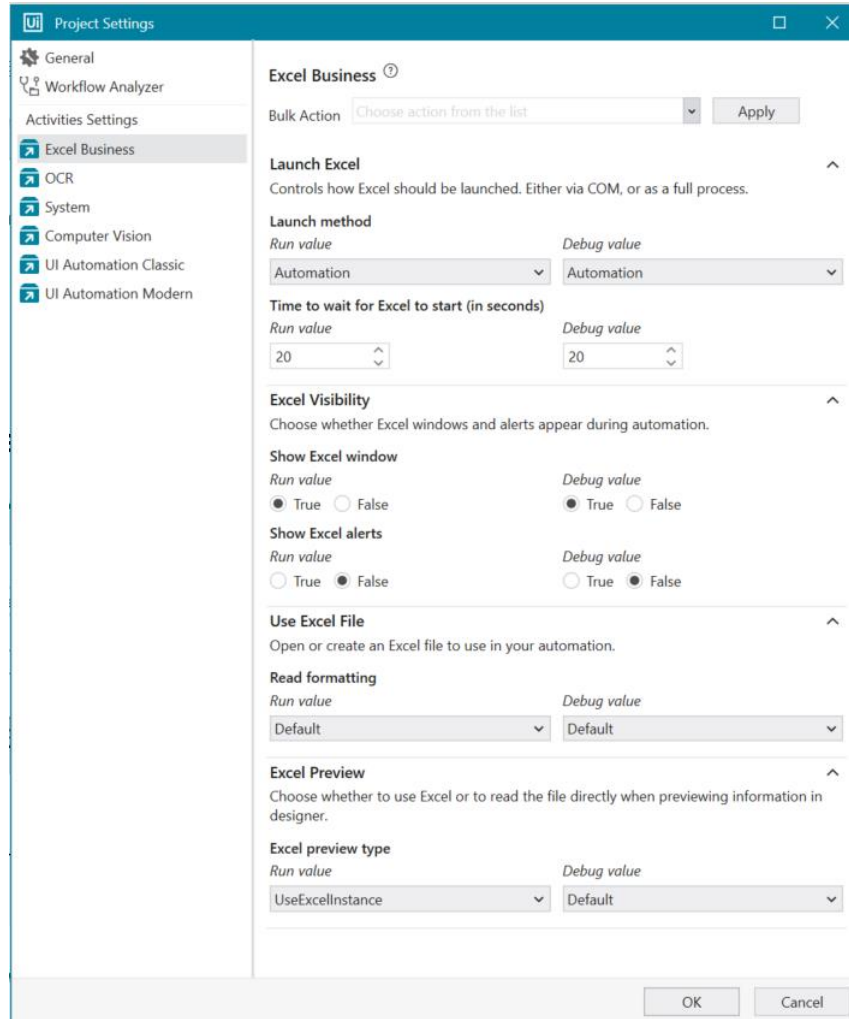 Ui Project Settings
General
Workflow Analyzer
Activities Settings
Excel Business
OCR
System
Computer Vision
UI Automation Classic
UI Automation Modern
Excel Business ?
Bulk Action Choose action from the list Apply
Launch Excel
Controls how Excel should be launched. Either via COM, or as a full process.
Launch method
Run value Debug value
Automation Automation
Time to wait for Excel to start (in seconds)
Run value Debug value
20 20
Excel Visibility
Choose whether Excel windows and alerts appear during automation.
Show Excel window
Run value Debug value
True False True False
Show Excel alerts
Run value Debug value
True False True False
Use Excel File
Open or create an Excel file to use in your automation.
Read formatting
Run value Debug value
Default Default
Excel Preview
Choose whether to use Excel or to read the file directly when previewing information in
designer.
Excel preview type
Run value Debug value
UseExcelInstance Default
OK Cancel